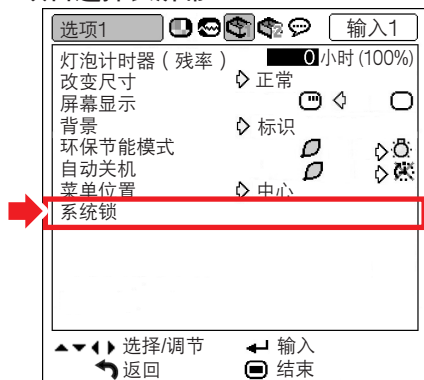 选项1 输入1
灯泡计时器（残率） 0小时(100%)
改变尺寸 正常
屏幕显示
背景 标识
环保节能模式
自动关机
菜单位置 中心
系统锁
选择/调节 输入
返回 结束